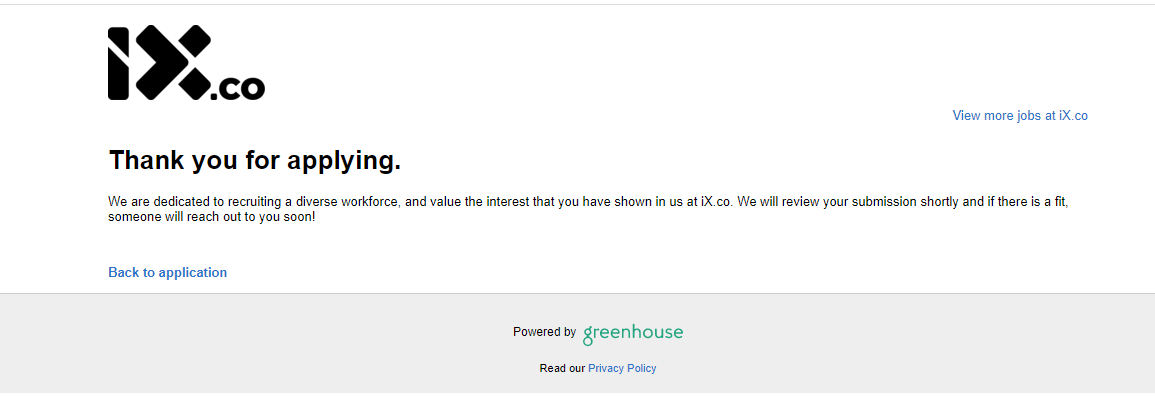 iX.co
View more jobs at iX.co
Thank you for applying.
We are dedicated to recruiting a diverse workforce, and value the interest that you have shown in us at iX.co. We will review your submission shortly and if there is a fit,
someone will reach out to you soon!
Back to application
Powered by greenhouse
Read our Privacy Policy